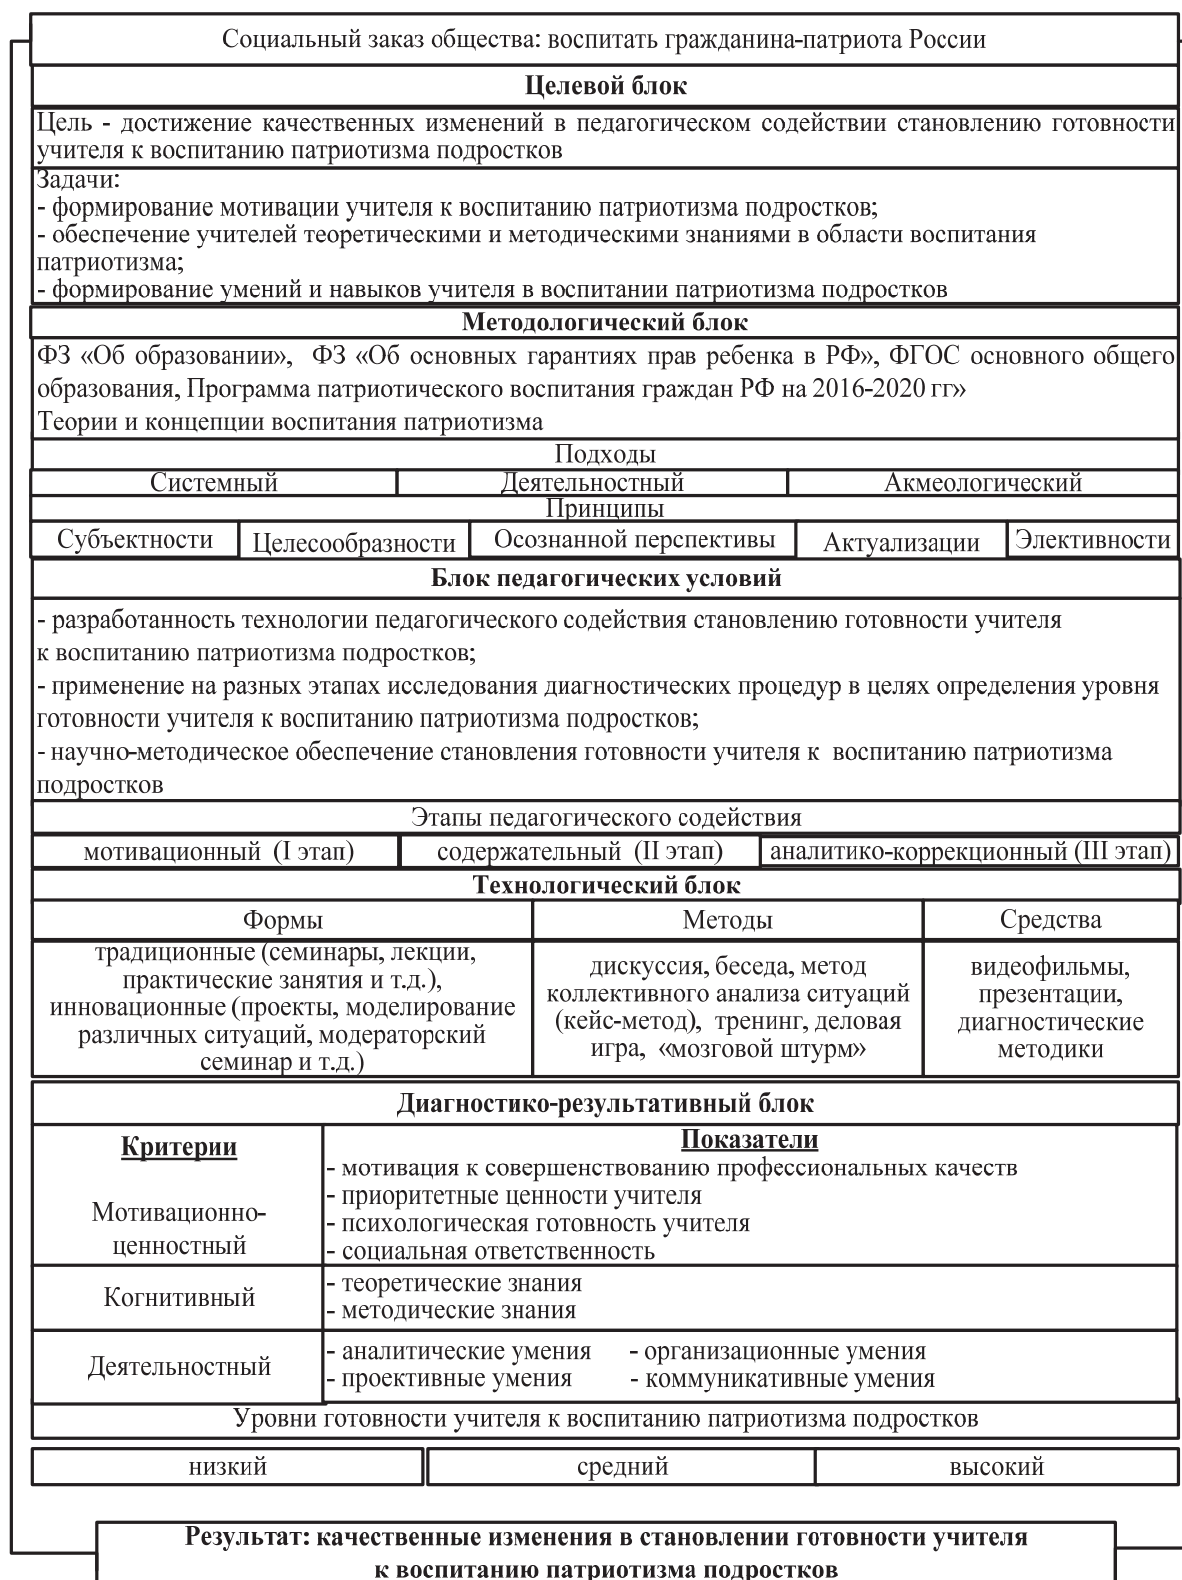 Социальный заказ общества: воспитать гражданина-патриота России
Целевой блок
Цель - достижение качественных изменений в педагогическом содействии становлению готовности
учителя к воспитанию патриотизма подростков
Задачи:
- формирование мотивации учителя к воспитанию патриотизма подростков;
- обеспечение учителей теоретическими и методическими знаниями в области воспитания
патриотизма;
- формирование умений и навыков учителя в воспитании патриотизма подростков
Методологический блок
ФЗ «Об образовании», ФЗ «Об основных гарантиях прав ребенка в РФ», ФГОС основного общего
образования, Программа патриотического воспитания граждан РФ на 2016-2020 гг»
Теории и концепции воспитания патриотизма
Подходы
Системный Деятельностный Акмеологический
Принципы
Субъектности Целесообразности Осознанной перспективы Актуализации Элективности
Блок педагогических условий
- разработанность технологии педагогического содействия становлению готовности учителя
к воспитанию патриотизма подростков;
- применение на разных этапах исследования диагностических процедур в целях определения уровня
готовности учителя к воспитанию патриотизма подростков;
- научно-методическое обеспечение становления готовности учителя к воспитанию патриотизма
подростков
Этапы педагогического содействия
мотивационный (I этап) содержательный (II этап) аналитико-коррекционный (III этап)
Технологический блок
Формы Методы Средства
традиционные (семинары, лекции,
практические занятия и т.д.),
инновационные (проекты, моделирование
различных ситуаций, модераторский
семинар и т.д.)
дискуссия, беседа, метод
коллективного анализа ситуаций
(кейс-метод), тренинг, деловая
игра, «мозговой штурм»
видеофильмы,
презентации,
диагностические
методики
Диагностико-результативный блок
Критерии
Мотивационно-
ценностный
Показатели
- мотивация к совершенствованию профессиональных качеств
- приоритетные ценности учителя
- психологическая готовность учителя
- социальная ответственность
Когнитивный
- теоретические знания
- методические знания
Деятельностный
- аналитические умения - организационные умения
- проективные умения - коммуникативные умения
Уровни готовности учителя к воспитанию патриотизма подростков
низкий средний высокий
Результат: качественные изменения в становлении готовности учителя
к воспитанию патриотизма подростков